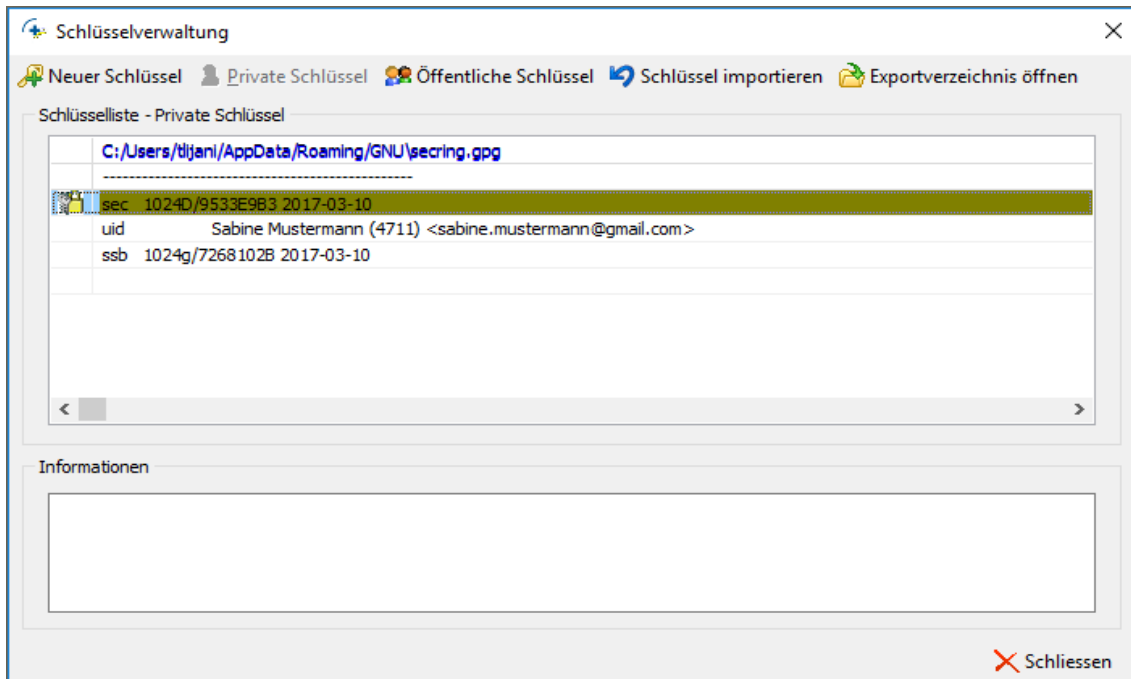 Schlüsselverwaltung
Neuer Schlüssel Private Schlüssel Öffentliche Schlüssel Schlüssel importieren Exportverzeichnis öffnen
Schlüsselliste - Private Schlüssel
C:/Users/tlijani/AppData/Roaming/GNU\secring.gpg
------------------------------------------------
sec 1024D/9533E9B3 2017-03-10
uid Sabine Mustermann (4711) <sabine.mustermann@gmail.com>
ssb 1024g/7268102B 2017-03-10
Informationen
Schliessen